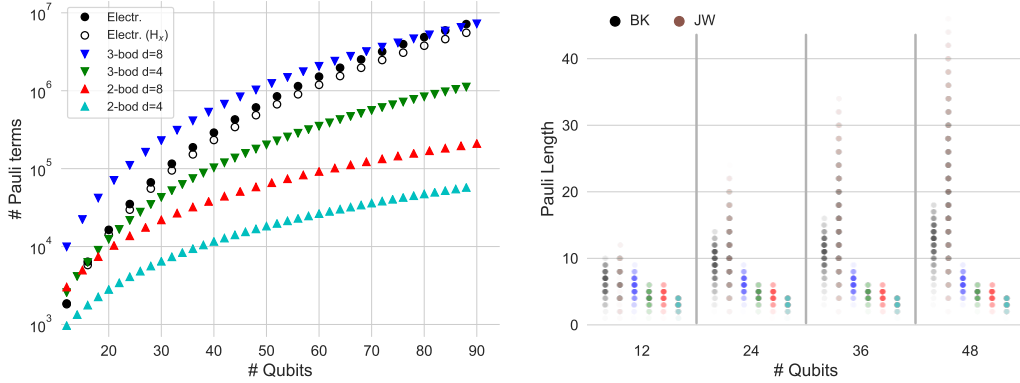 # Pauli terms
10^7
10^6
10^5
10^4
10^3
Electr.
Electr. (H_x)
3-bod d=8
3-bod d=4
2-bod d=8
2-bod d=4
20 30 40 50 60 70 80 90
# Qubits
BK JW
Pauli Length
40
30
20
10
0
12 24 36 48
# Qubits